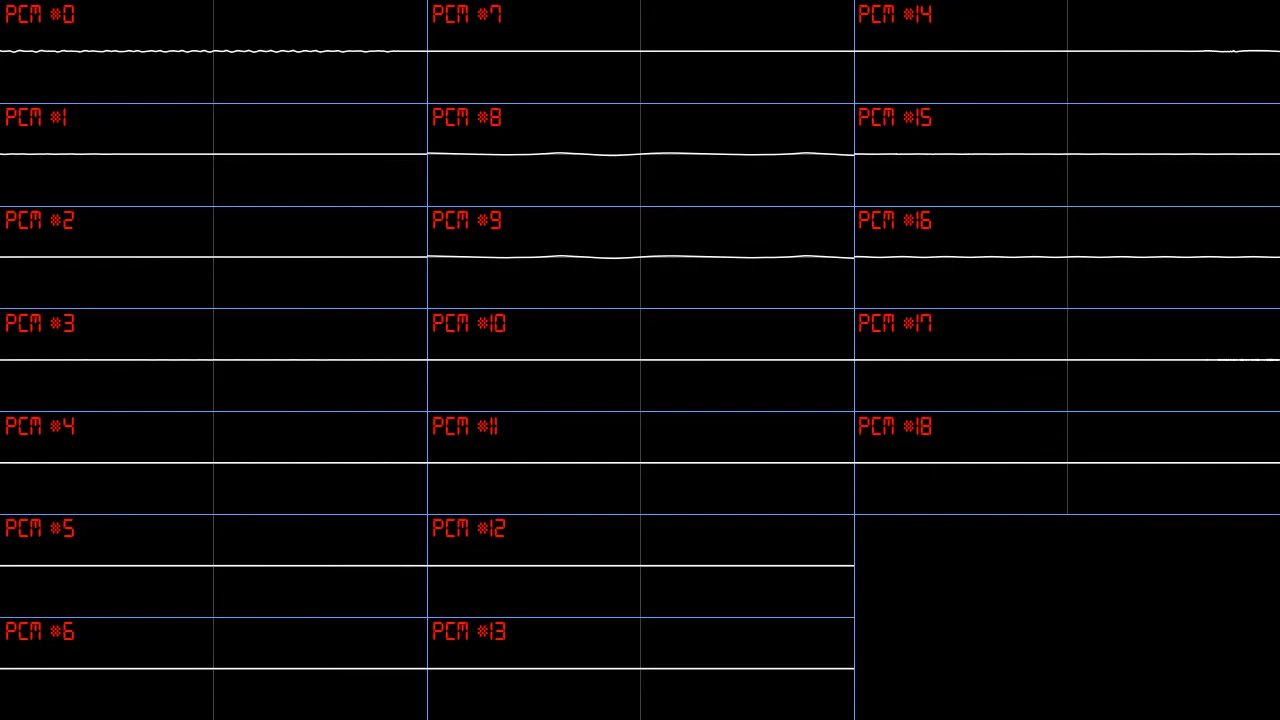 PCM #0
PCM #1
PCM #2
PCM #3
PCM #4
PCM #5
PCM #6
PCM #7
PCM #8
PCM #9
PCM #10
PCM #11
PCM #12
PCM #13
PCM #14
PCM #15
PCM #16
PCM #17
PCM #18